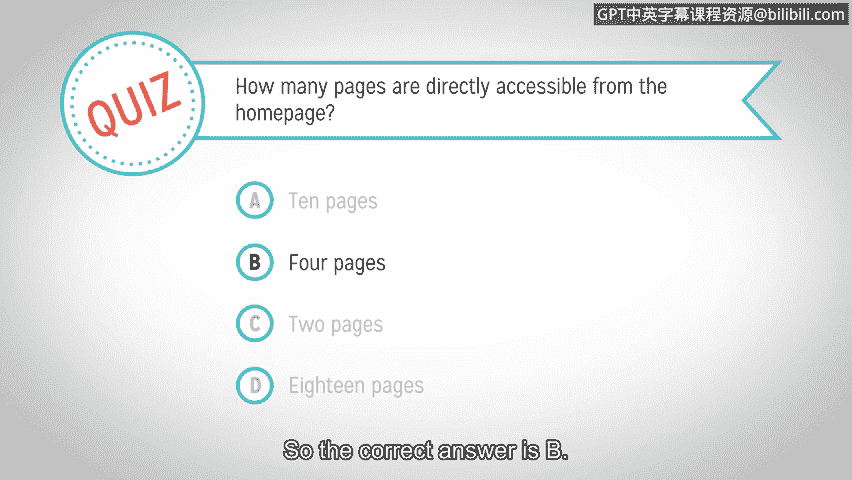 GPT中英字幕课程资源@bilibili.com
QUIZ
How many pages are directly accessible from the
homepage?
A Ten pages
B Four pages
C Two pages
D Eighteen pages
So the correct answer is B.